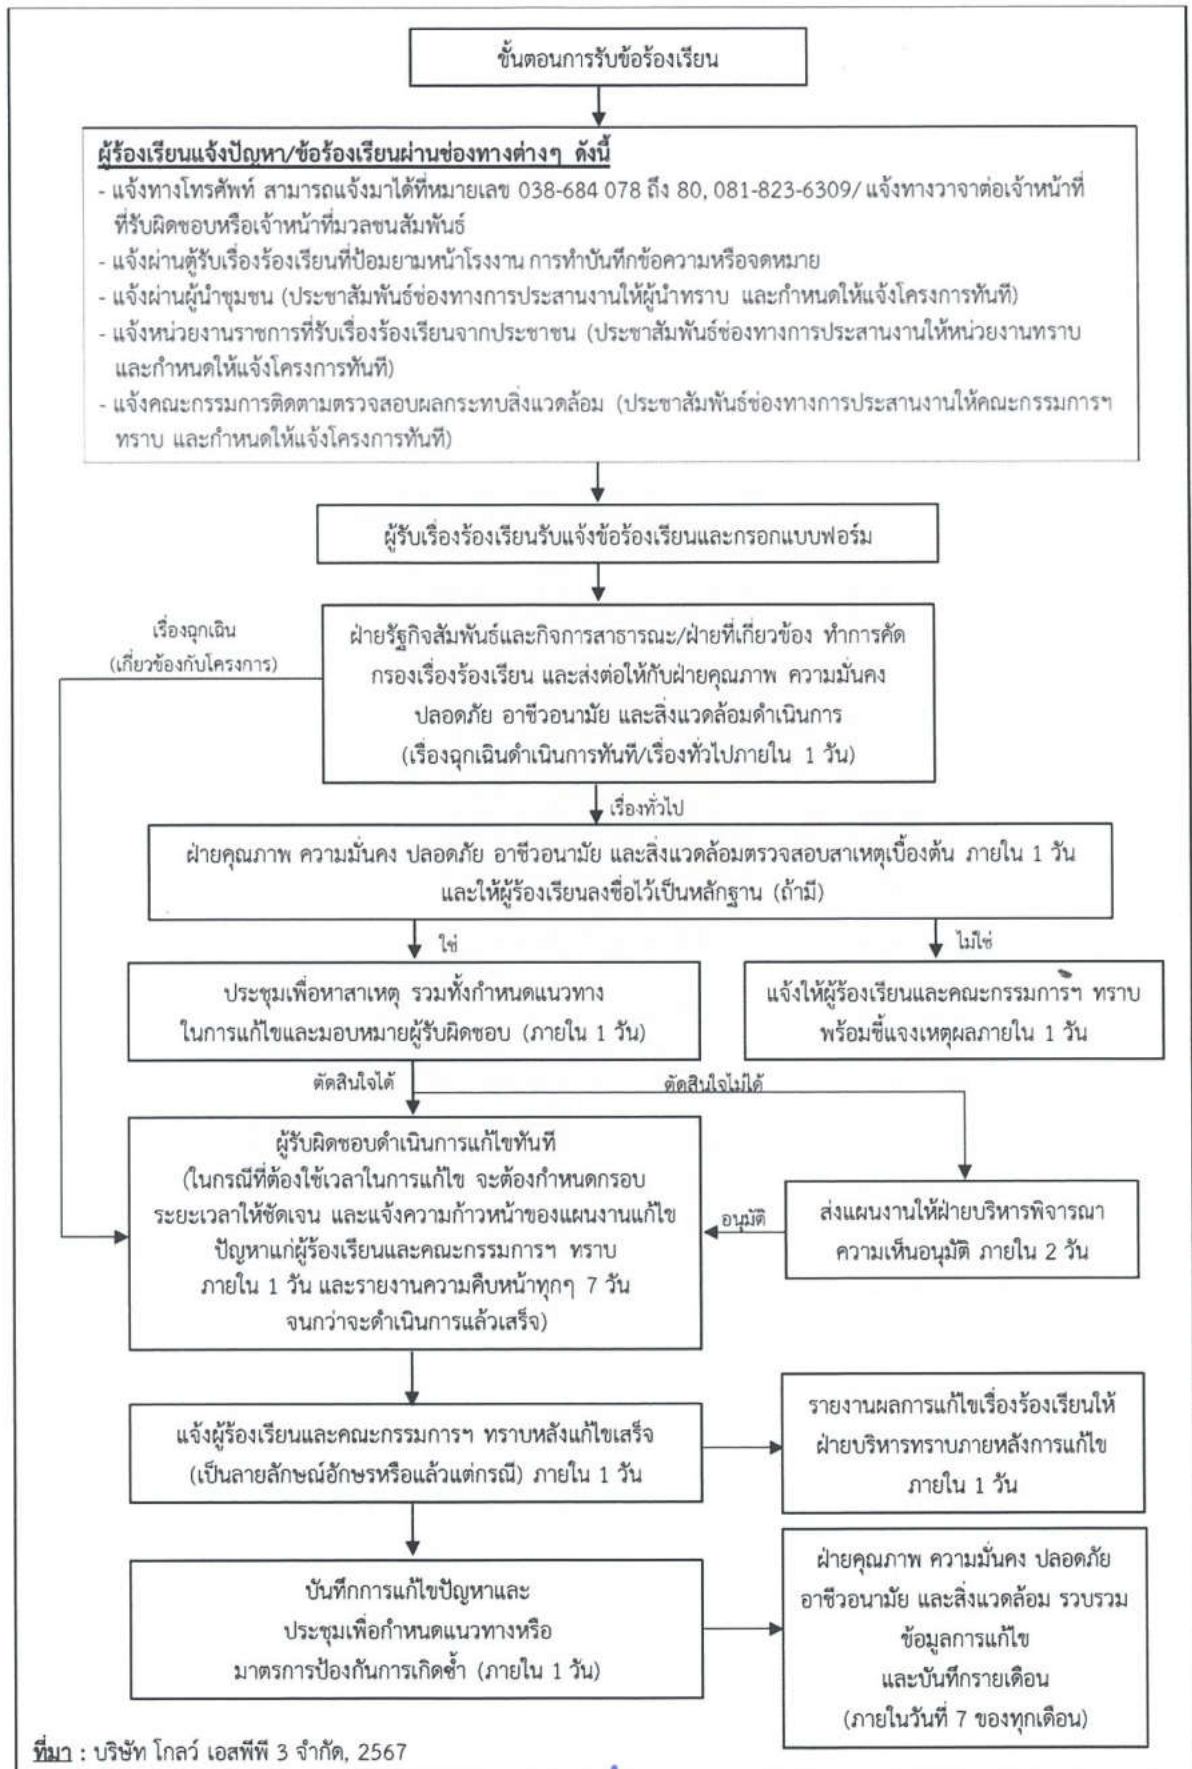 ขั้นตอนการรับข้อร้องเรียน
ผู้ร้องเรียนแจ้งปัญหา/ข้อร้องเรียนผ่านช่องทางต่างๆ ดังนี้
- แจ้งทางโทรศัพท์ สามารถแจ้งมาได้ที่หมายเลข 038-684 078 ถึง 80, 081-823-6309/ แจ้งทางวาจาต่อเจ้าหน้าที่
ที่รับผิดชอบหรือเจ้าหน้าที่มวลชนสัมพันธ์
- แจ้งผ่านตู้รับเรื่องร้องเรียนที่ป้อมยามหน้าโรงงาน การทำบันทึกข้อความหรือจดหมาย
- แจ้งผ่านผู้นำชุมชน (ประชาสัมพันธ์ช่องทางการประสานงานให้ผู้นำทราบ และกำหนดให้แจ้งโครงการทันที)
- แจ้งหน่วยงานราชการที่รับเรื่องร้องเรียนจากประชาชน (ประชาสัมพันธ์ช่องทางการประสานงานให้หน่วยงานทราบ
และกำหนดให้แจ้งโครงการทันที)
- แจ้งคณะกรรมการติดตามตรวจสอบผลกระทบสิ่งแวดล้อม (ประชาสัมพันธ์ช่องทางการประสานงานให้คณะกรรมการฯ
ทราบ และกำหนดให้แจ้งโครงการทันที)
ผู้รับเรื่องร้องเรียนรับแจ้งข้อร้องเรียนและกรอกแบบฟอร์ม
เรื่องฉุกเฉิน
(เกี่ยวข้องกับโครงการ)
ฝ่ายรัฐกิจสัมพันธ์และกิจการสาธารณะ/ฝ่ายที่เกี่ยวข้อง ทำการคัด
กรองเรื่องร้องเรียน และส่งต่อให้กับฝ่ายคุณภาพ ความมั่นคง
ปลอดภัย อาชีวอนามัย และสิ่งแวดล้อมดำเนินการ
(เรื่องฉุกเฉินดำเนินการทันที/เรื่องทั่วไปภายใน 1 วัน)
เรื่องทั่วไป
ฝ่ายคุณภาพ ความมั่นคง ปลอดภัย อาชีวอนามัย และสิ่งแวดล้อมตรวจสอบสาเหตุเบื้องต้น ภายใน 1 วัน
และให้ผู้ร้องเรียนลงชื่อไว้เป็นหลักฐาน (ถ้ามี)
ใช่
ไม่ใช่
ประชุมเพื่อหาสาเหตุ รวมทั้งกำหนดแนวทาง
ในการแก้ไขและมอบหมายผู้รับผิดชอบ (ภายใน 1 วัน)
แจ้งให้ผู้ร้องเรียนและคณะกรรมการฯ ทราบ
พร้อมชี้แจงเหตุผลภายใน 1 วัน
ตัดสินใจได้
ตัดสินใจไม่ได้
ผู้รับผิดชอบดำเนินการแก้ไขทันที
(ในกรณีที่ต้องใช้เวลาในการแก้ไข จะต้องกำหนดกรอบ
ระยะเวลาให้ชัดเจน และแจ้งความก้าวหน้าของแผนงานแก้ไข
ปัญหาแก่ผู้ร้องเรียนและคณะกรรมการฯ ทราบ
ภายใน 1 วัน และรายงานความคืบหน้าทุกๆ 7 วัน
จนกว่าจะดำเนินการแล้วเสร็จ)
อนุมัติ
ส่งแผนงานให้ฝ่ายบริหารพิจารณา
ความเห็นอนุมัติ ภายใน 2 วัน
แจ้งผู้ร้องเรียนและคณะกรรมการฯ ทราบหลังแก้ไขเสร็จ
(เป็นลายลักษณ์อักษรหรือแล้วแต่กรณี) ภายใน 1 วัน
รายงานผลการแก้ไขเรื่องร้องเรียนให้
ฝ่ายบริหารทราบภายหลังการแก้ไข
ภายใน 1 วัน
บันทึกการแก้ไขปัญหาและ
ประชุมเพื่อกำหนดแนวทางหรือ
มาตรการป้องกันการเกิดซ้ำ (ภายใน 1 วัน)
ฝ่ายคุณภาพ ความมั่นคง ปลอดภัย
อาชีวอนามัย และสิ่งแวดล้อม รวบรวม
ข้อมูลการแก้ไข
และบันทึกรายเดือน
(ภายในวันที่ 7 ของทุกเดือน)
ที่มา : บริษัท โกลว์ เอสพีพี 3 จำกัด, 2567